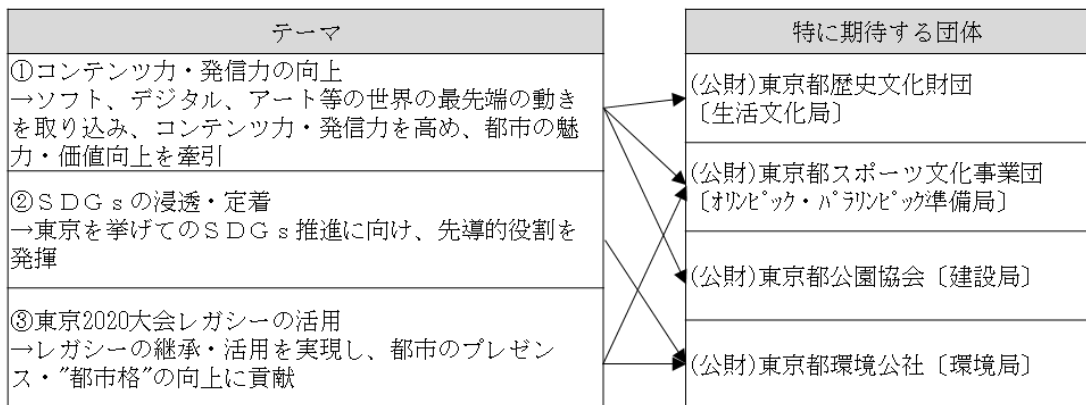 テーマ
①コンテンツ力・発信力の向上
→ソフト、デジタル、アート等の世界の最先端の動き
を取り込み、コンテンツ力・発信力を高め、都市の魅
力・価値向上を牽引
②ＳＤＧｓの浸透・定着
→東京を挙げてのＳＤＧｓ推進に向け、先導的役割を
発揮
③東京2020大会レガシーの活用
→レガシーの継承・活用を実現し、都市のプレゼン
ス・”都市格”の向上に貢献
特に期待する団体
(公財)東京都歴史文化財団
〔生活文化局〕
(公財)東京都スポーツ文化事業団
〔ｵﾘﾝﾋﾟｯｸ・ﾊﾟﾗﾘﾝﾋﾟｯｸ準備局〕
(公財)東京都公園協会〔建設局〕
(公財)東京都環境公社〔環境局〕